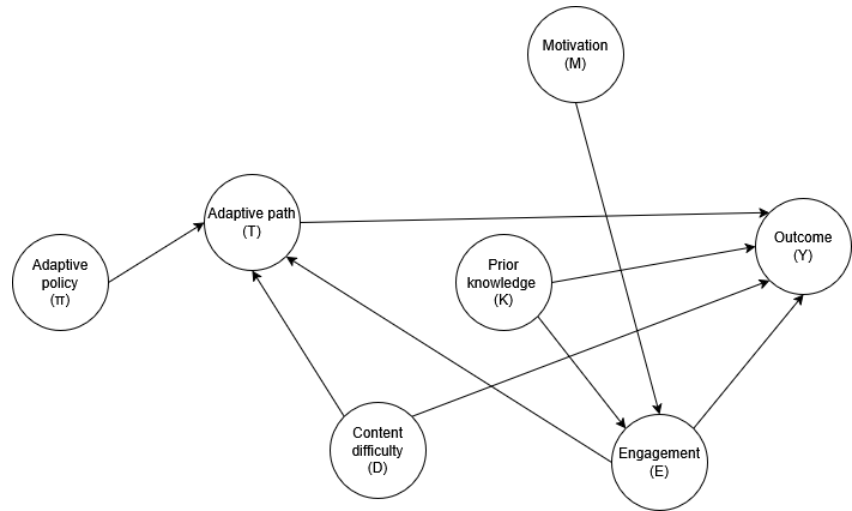 Motivation
(M)
Adaptive path
(T)
Adaptive
policy
(π)
Prior
knowledge
(K)
Outcome
(Y)
Content
difficulty
(D)
Engagement
(E)